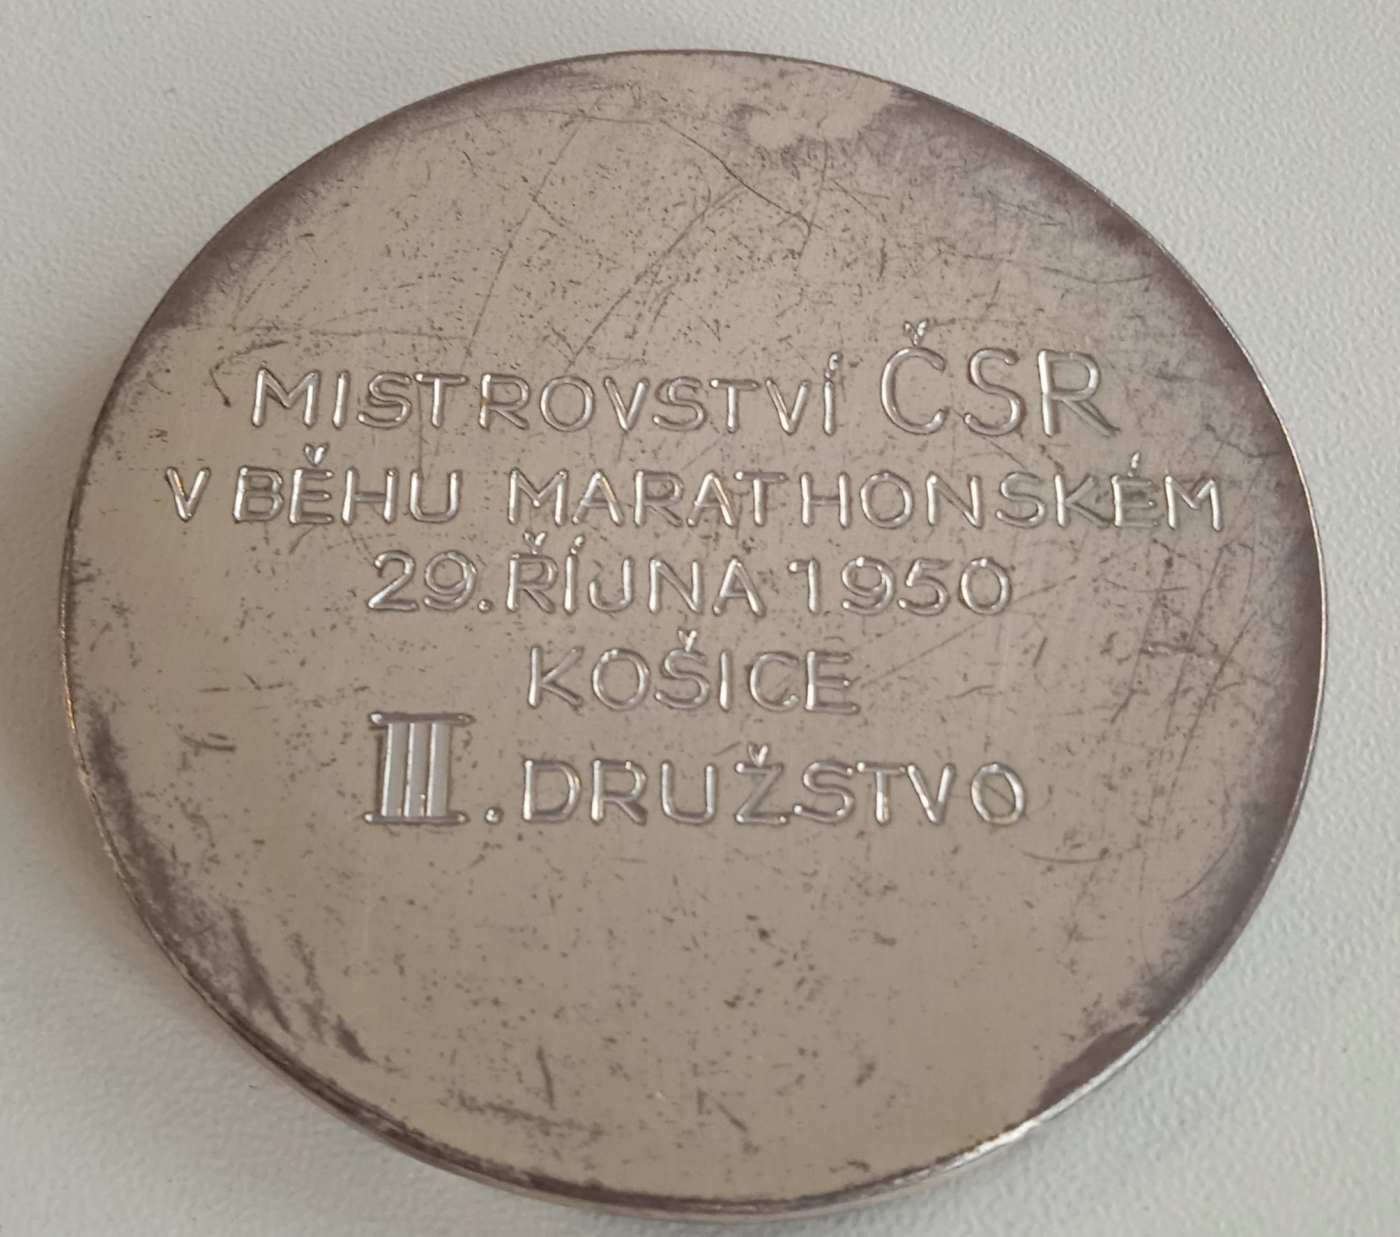 MISTROVSTVÍ ČSR
V BĚHU MARATHONSKÉM
29. ŘÍJNA 1950
KOŠICE
III. DRUŽSTVO